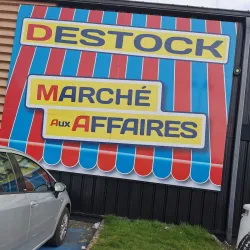 DESTOCK
MARCHÉ
AUX AFFAIRES